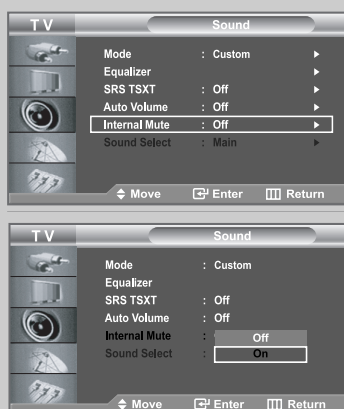 TV Sound
Mode : Custom
Equalizer
SRS TSXT : Off
Auto Volume : Off
Internal Mute : Off
Sound Select : Main
Move Enter Return
TV Sound
Mode : Custom
Equalizer
SRS TSXT : Off
Auto Volume : Off
Internal Mute : Off
Sound Select : On
Move Enter Return